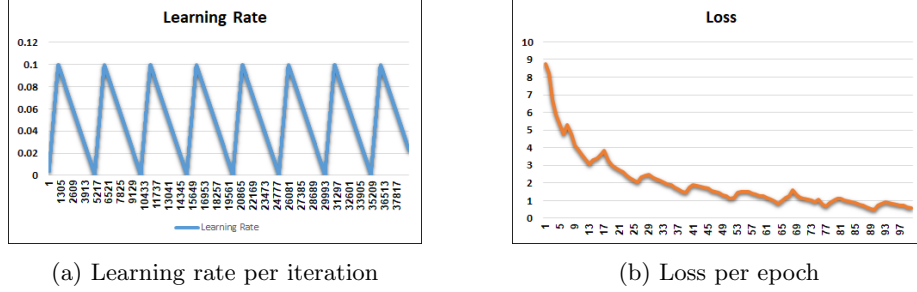 Learning Rate
0.12
0.1
0.08
0.06
0.04
0.02
0
1 1305 2609 3913 5217 6521 7825 9129 10433 11737 13041 14345 15649 16953 18257 19561 20865 22169 23473 24777 26081 27385 28689 29993 31297 32601 33905 35209 36513 37817
Learning Rate
(a) Learning rate per iteration
Loss
10
9
8
7
6
5
4
3
2
1
0
1 5 9 13 17 21 25 29 33 37 41 45 49 53 57 61 65 69 73 77 81 85 89 93 97
(b) Loss per epoch